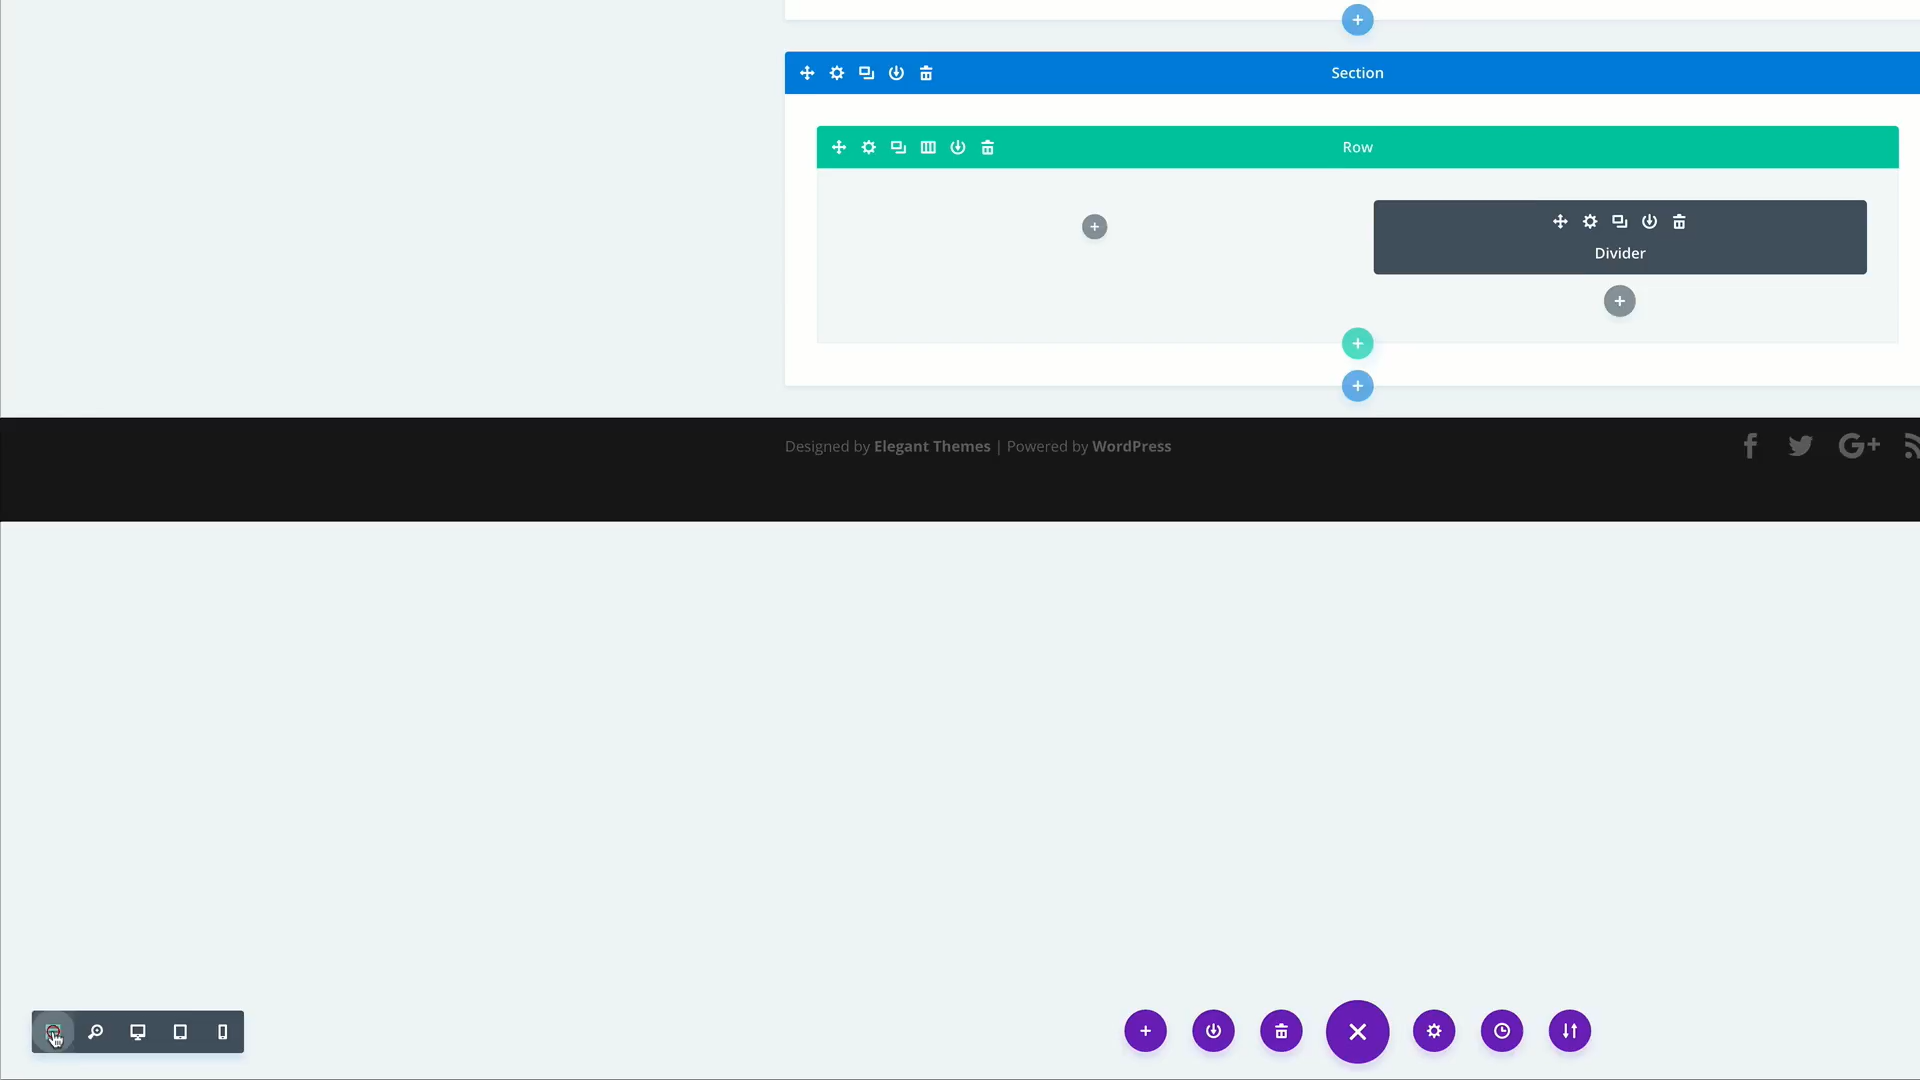 Section
Row
Divider
Designed by Elegant Themes | Powered by WordPress